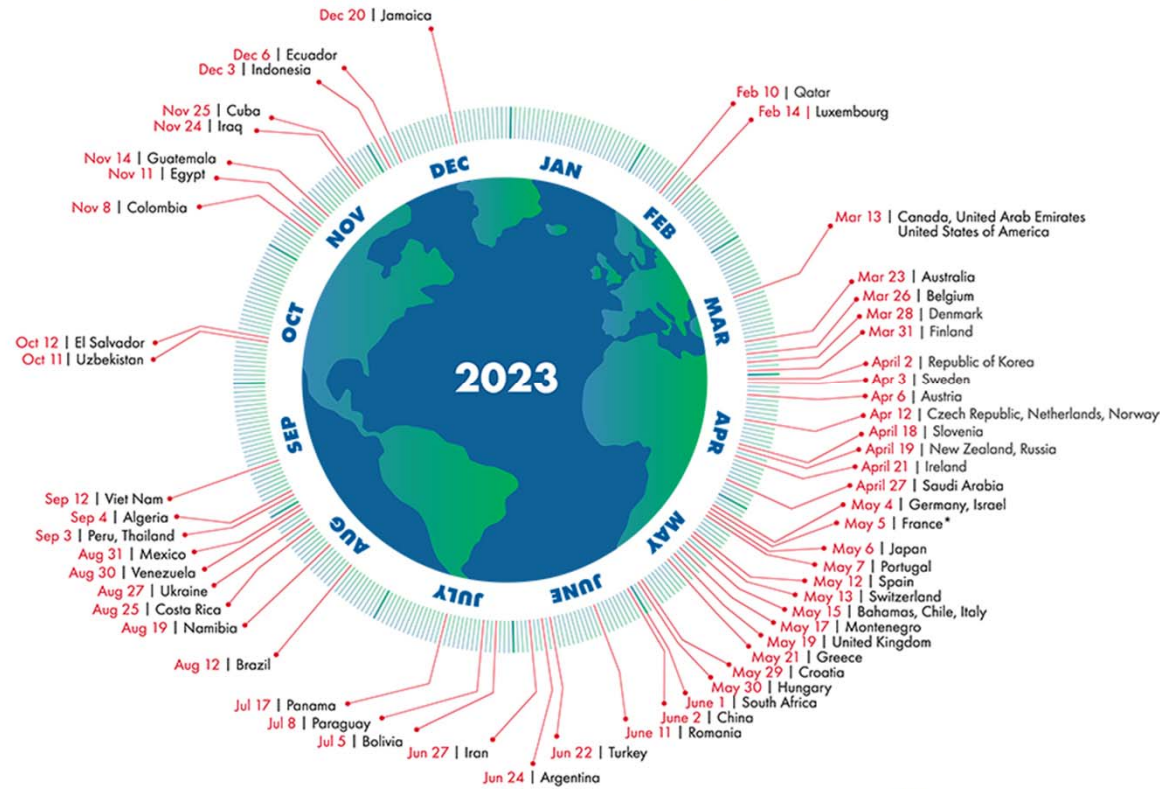 Dec 20 | Jamaica
Dec 6 | Ecuador
Dec 3 | Indonesia
Nov 25 | Cuba
Nov 24 | Iraq
Nov 14 | Guatemala
Nov 11 | Egypt
Nov 8 | Colombia
Oct 12 | El Salvador
Oct 11 | Uzbekistan
Sep 12 | Viet Nam
Sep 4 | Algeria
Sep 3 | Peru, Thailand
Aug 31 | Mexico
Aug 30 | Venezuela
Aug 27 | Ukraine
Aug 25 | Costa Rica
Aug 19 | Namibia
Aug 12 | Brazil
Jul 17 | Panama
Jul 8 | Paraguay
Jul 5 | Bolivia
Jun 27 | Iran
Jun 24 | Argentina
Jun 22 | Turkey
Feb 10 | Qatar
Feb 14 | Luxembourg
Mar 13 | Canada, United Arab Emirates
United States of America
Mar 23 | Australia
Mar 26 | Belgium
Mar 28 | Denmark
Mar 31 | Finland
April 2 | Republic of Korea
Apr 3 | Sweden
Apr 6 | Austria
Apr 12 | Czech Republic, Netherlands, Norway
April 18 | Slovenia
April 19 | New Zealand, Russia
April 21 | Ireland
April 27 | Saudi Arabia
May 4 | Germany, Israel
May 5 | France*
May 6 | Japan
May 7 | Portugal
May 12 | Spain
May 13 | Switzerland
May 15 | Bahamas, Chile, Italy
May 17 | Montenegro
May 19 | United Kingdom
May 21 | Greece
May 29 | Croatia
May 30 | Hungary
June 1 | South Africa
June 2 | China
June 11 | Romania
JAN
FEB
MAR
APR
MAY
JUNE
JULY
AUG
SEP
OCT
NOV
DEC
2023